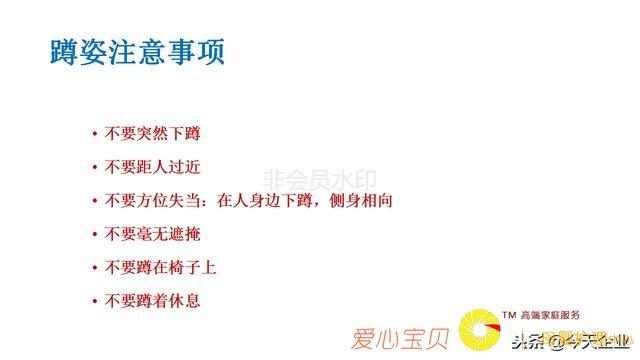 蹲姿注意事项
• 不要突然下蹲
• 不要距人过近
非会员水印
• 不要方位失当：在人身边下蹲，侧身相向
• 不要毫无遮掩
• 不要蹲在椅子上
• 不要蹲着休息
TM 高端家庭服务
爱心宝贝
头条@今天企业